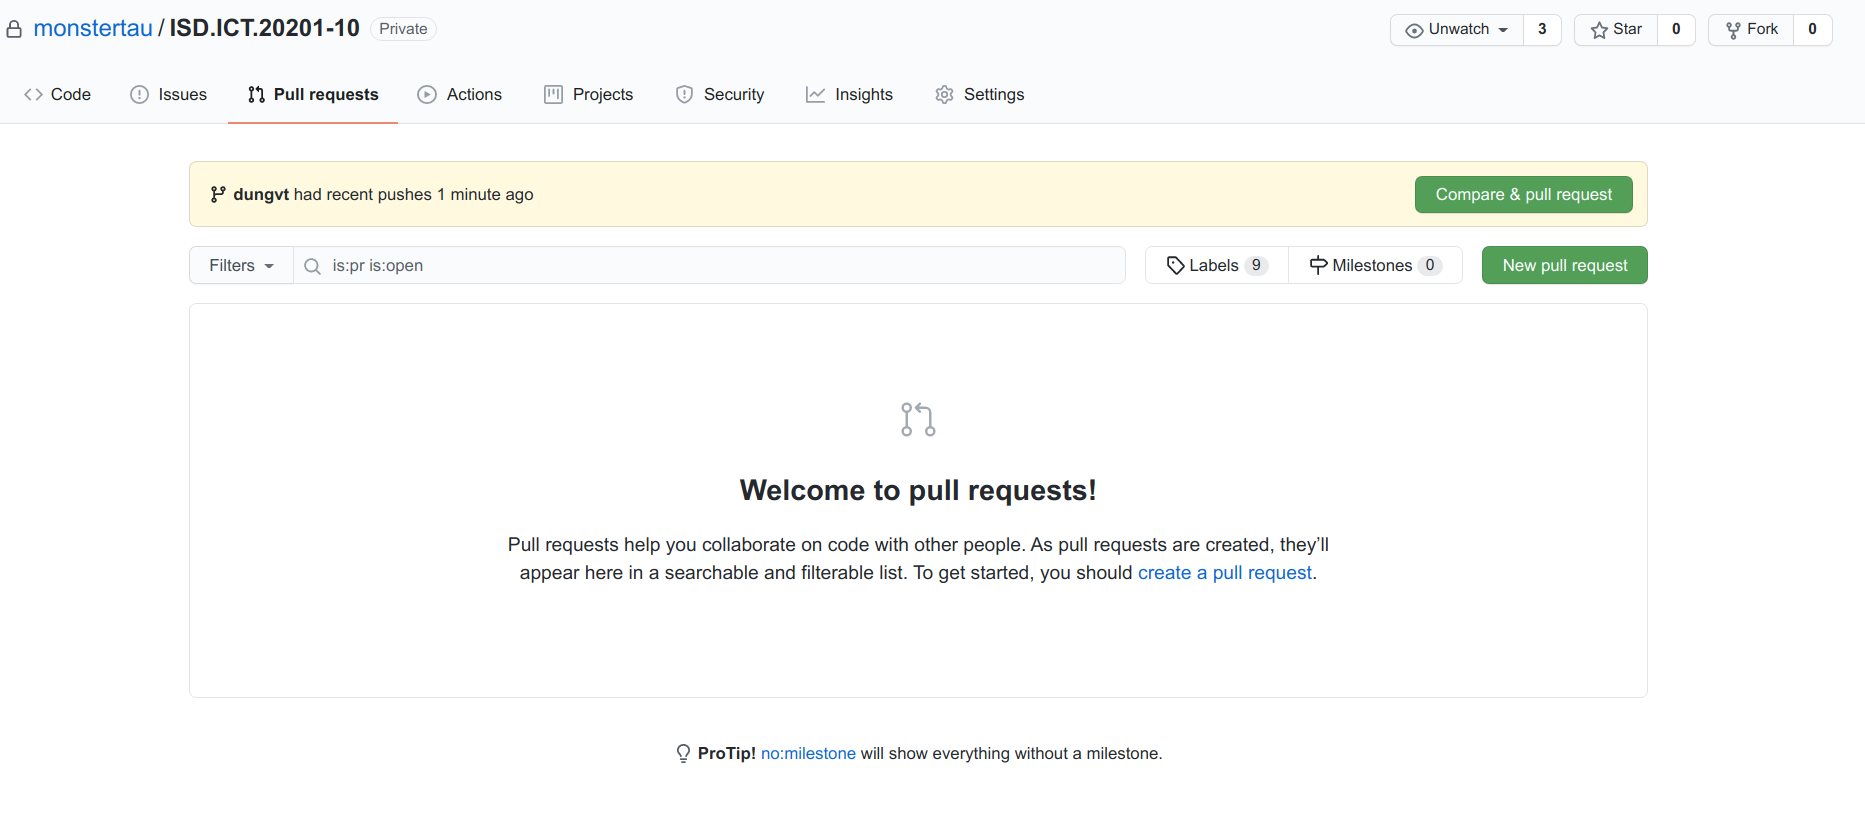 monstertau / ISD.ICT.20201-10 Private
Unwatch 3 Star 0 Fork 0
Code Issues Pull requests Actions Projects Security Insights Settings
dungvt had recent pushes 1 minute ago Compare & pull request
Filters is:pr is:open Labels 9 Milestones 0 New pull request
Welcome to pull requests!
Pull requests help you collaborate on code with other people. As pull requests are created, they’ll
appear here in a searchable and filterable list. To get started, you should create a pull request.
ProTip! no:milestone will show everything without a milestone.